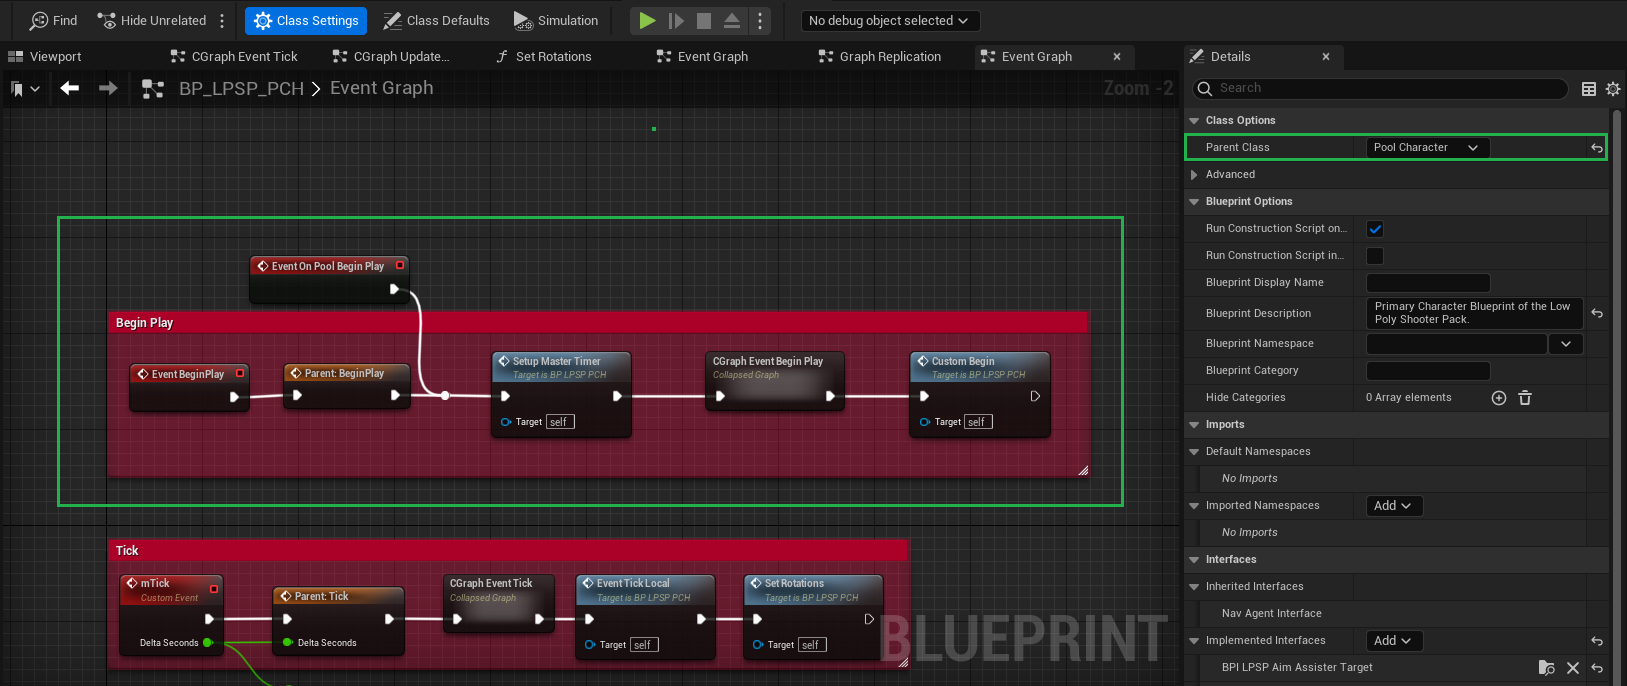 Find
Hide Unrelated
Class Settings
Class Defaults
Simulation
No debug object selected
Viewport
CGraph Event Tick
CGraph Update...
Set Rotations
Event Graph
Graph Replication
Event Graph
Details
BP_LPSP_PCH
Event Graph
Zoom -2
Search
Class Options
Parent Class
Pool Character
Advanced
Blueprint Options
Run Construction Script on...
Run Construction Script in...
Blueprint Display Name
Blueprint Description
Primary Character Blueprint of the Low
Poly Shooter Pack.
Blueprint Namespace
Blueprint Category
Hide Categories
0 Array elements
Imports
Default Namespaces
No Imports
Imported Namespaces
Add
No Imports
Interfaces
Inherited Interfaces
Nav Agent Interface
Implemented Interfaces
Add
BPI LPSP Aim Assister Target
Event On Pool Begin Play
Begin Play
Event BeginPlay
Parent: BeginPlay
Setup Master Timer
Target is BP LPSP PCH
Target
self
CGraph Event Begin Play
Collapsed Graph
Custom Begin
Target is BP LPSP PCH
Target
self
Tick
mTick
Custom Event
Delta Seconds
Parent: Tick
Delta Seconds
CGraph Event Tick
Collapsed Graph
Event Tick Local
Target is BP LPSP PCH
Target
self
Set Rotations
Target is BP LPSP PCH
Target
self
BLUEPRINT